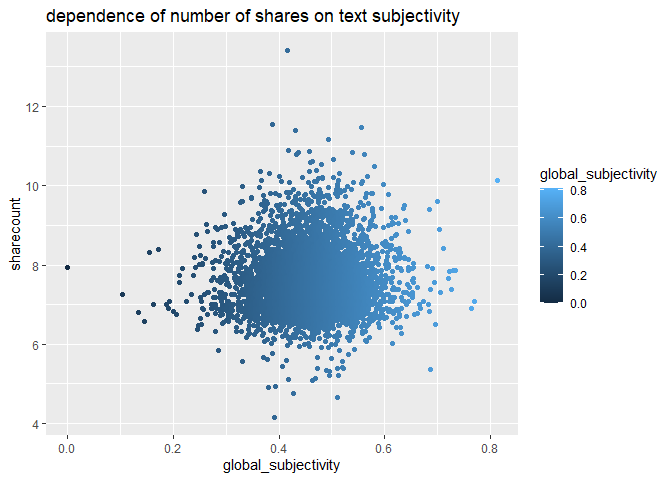 dependence of number of shares on text subjectivity
12
10
8
6
4
sharecount
0.0 0.2 0.4 0.6 0.8
global_subjectivity
global_subjectivity
0.8
0.6
0.4
0.2
0.0